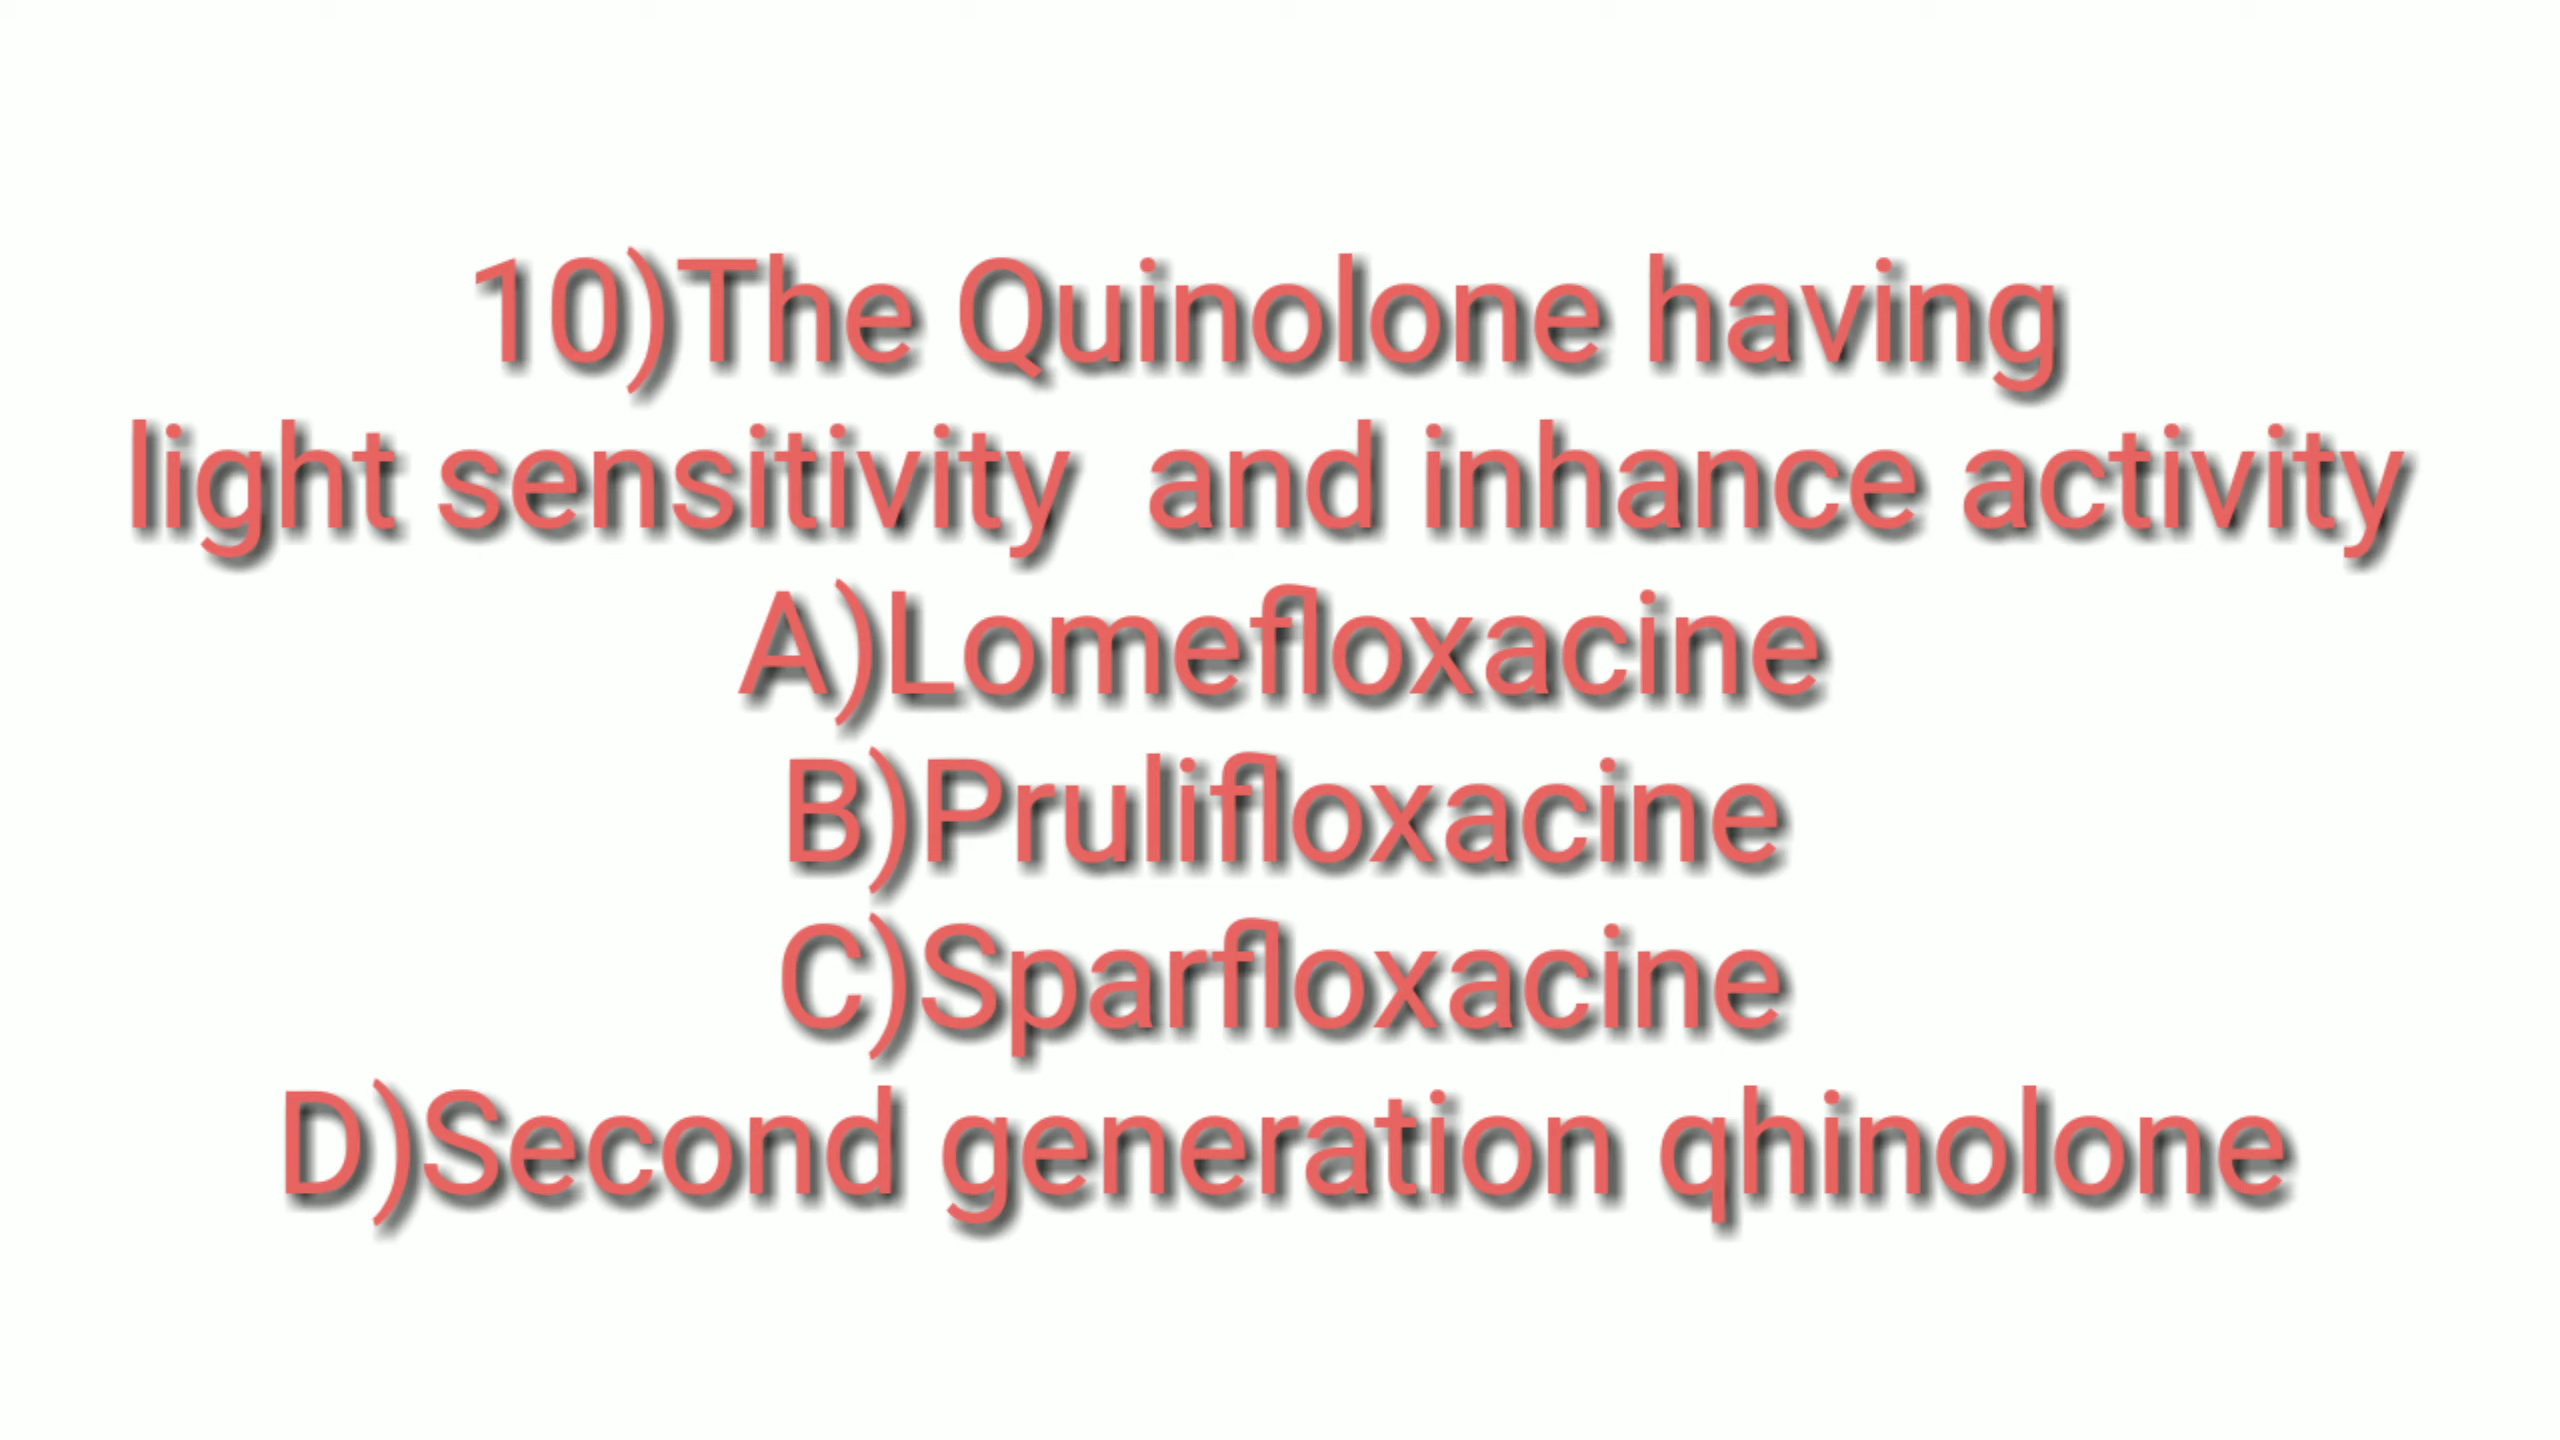 10)The Quinolone having
light sensitivity  and inhance activity
A)Lomefloxacine
B)Prulifloxacine
C)Sparfloxacine
D)Second generation qhinolone